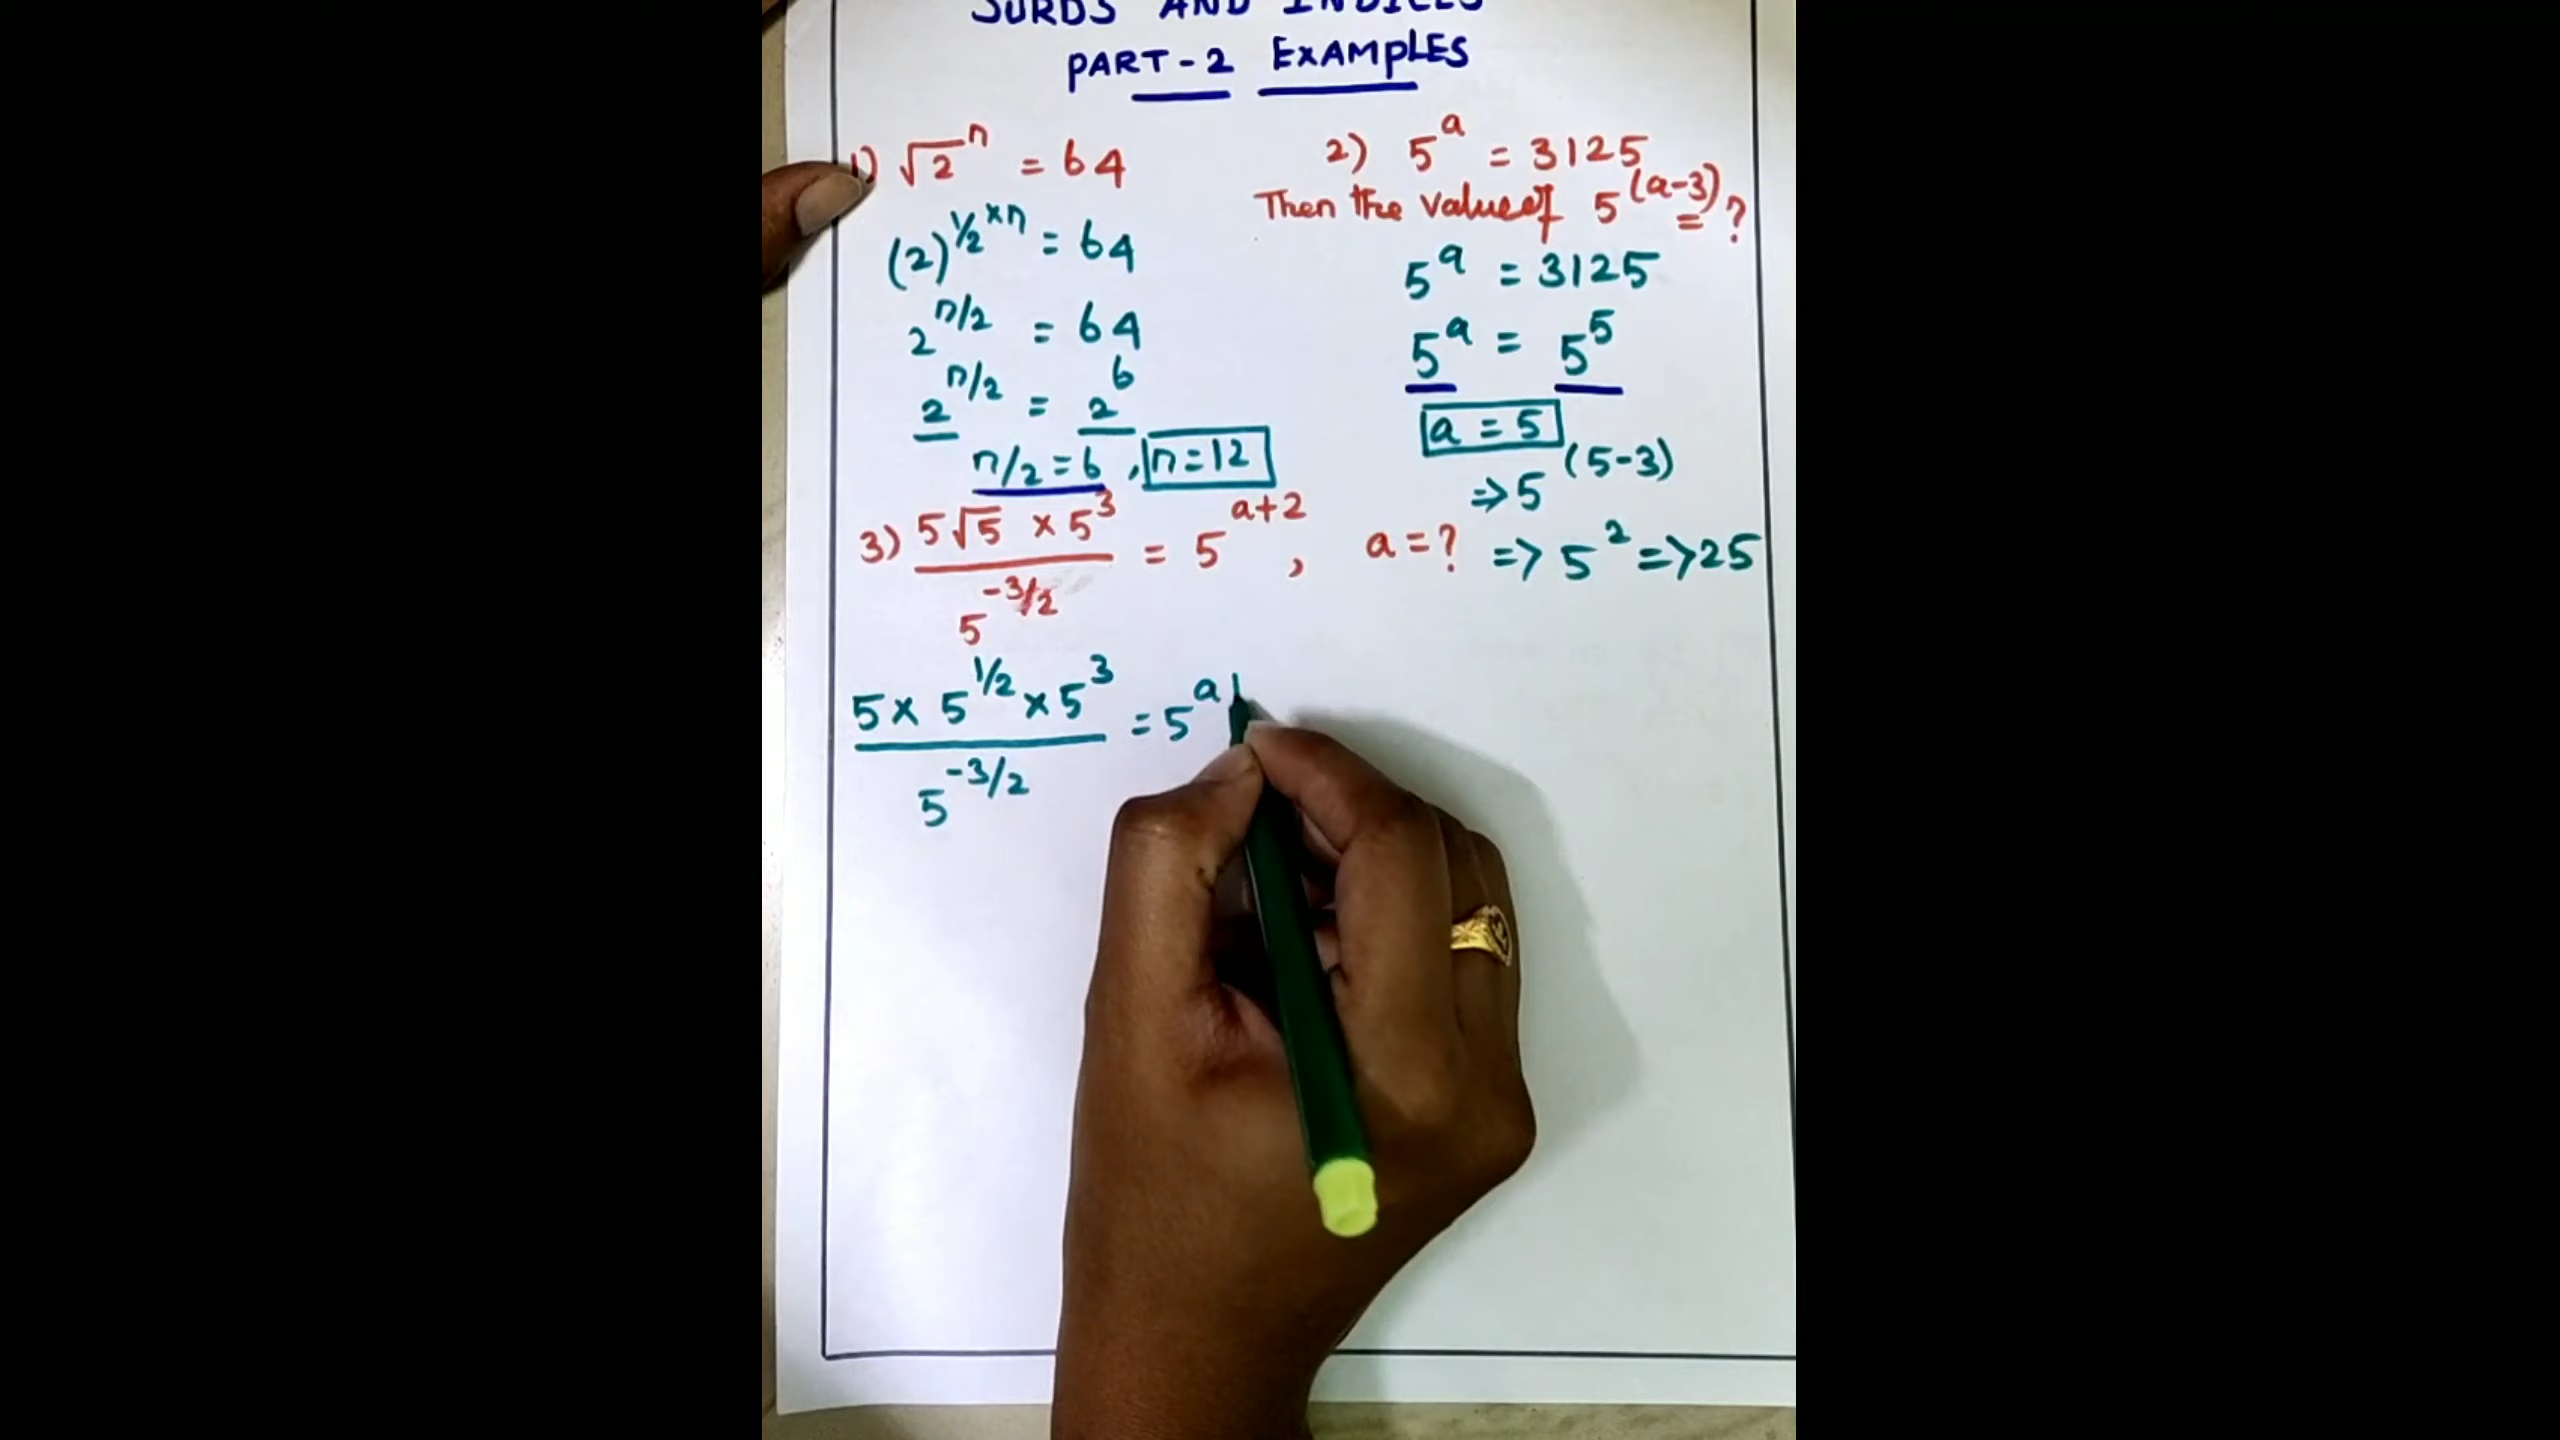 SURDS AND INDICES
PART-2 EXAMPLES
1) √2^n = 64
(2)^1/2×n = 64
2^n/2 = 64
2^n/2 = 2^6
n/2 = 6, n=12
2) 5^a = 3125
Then the value of 5^(a-3) = ?
5^a = 3125
5^a = 5^5
a = 5
⇒ 5^(5-3)
⇒ 5^2 ⇒ 25
3) 5√5 × 5^3 / 5^-3/2 = 5^a+2, a = ?
5 × 5^1/2 × 5^3 / 5^-3/2 = 5^a